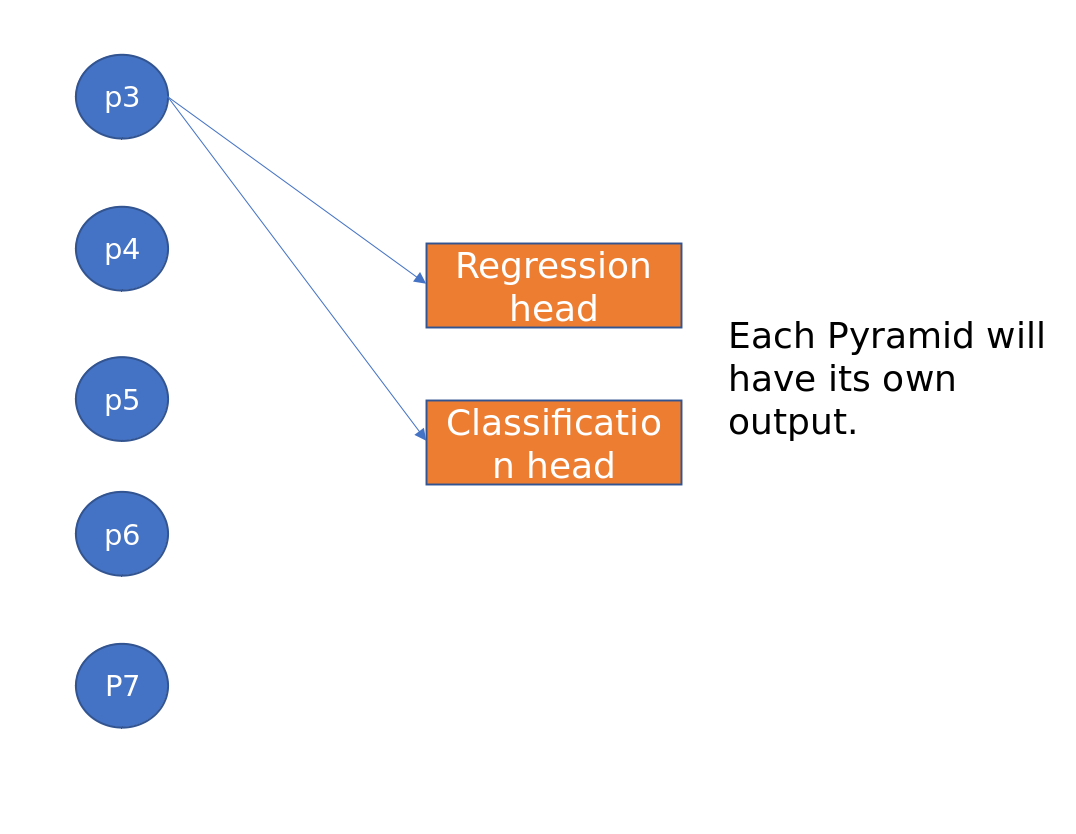 p3
p4
p5
p6
P7
Regression
head
Classificatio
n head
Each Pyramid will
have its own
output.